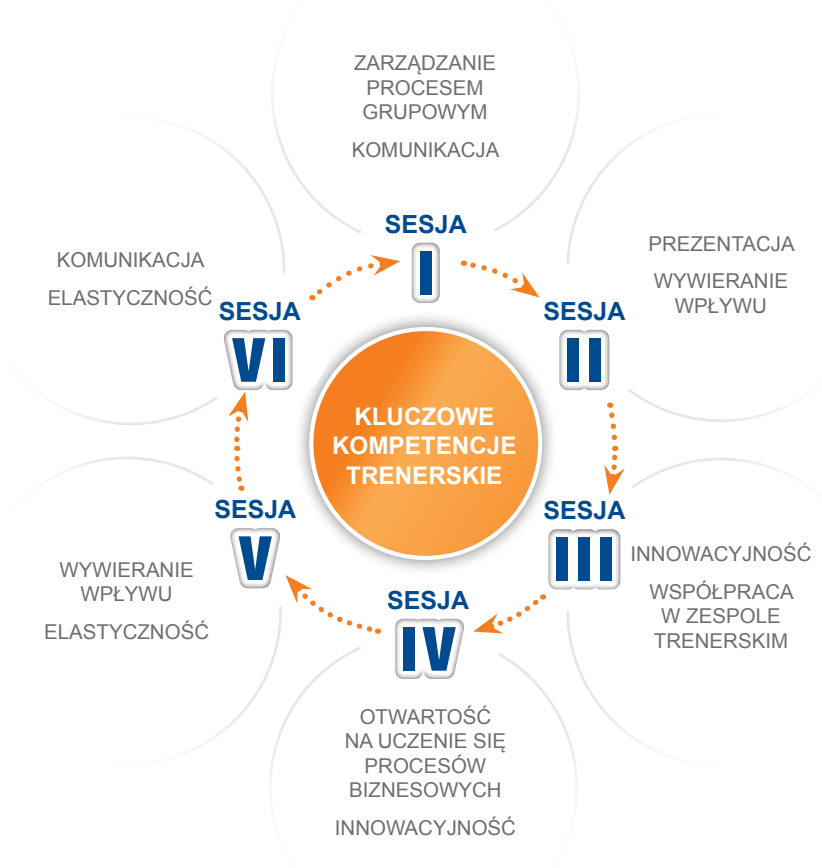 ZARZĄDZANIE
PROCESEM
GRUPOWYM
KOMUNIKACJA
SESJA
I
PREZENTACJA
WYWIERANIE
WPŁYWU
SESJA
II
INNOWACYJNOŚĆ
WSPÓŁPRACA
W ZESPOLE
TRENERSKIM
SESJA
III
SESJA
IV
OTWARTOŚĆ
NA UCZENIE SIĘ
PROCESÓW
BIZNESOWYCH
INNOWACYJNOŚĆ
SESJA
V
WYWIERANIE
WPŁYWU
ELASTYCZNOŚĆ
KOMUNIKACJA
ELASTYCZNOŚĆ
SESJA
VI
KLUCZOWE
KOMPETENCJE
TRENERSKIE